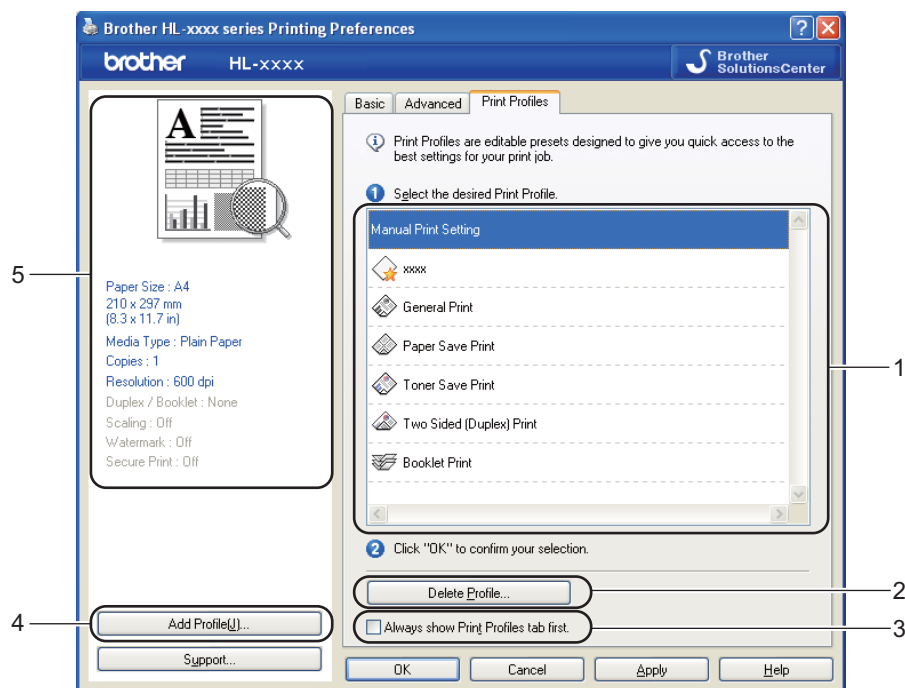 Brother HL-xxxx series Printing Preferences
brother HL-xxxx
Brother
SolutionsCenter
A
Paper Size : A4
210 x 297 mm
(8.3 x 11.7 in)
Media Type : Plain Paper
Copies : 1
Resolution : 600 dpi
Duplex / Booklet : None
Scaling : Off
Watermark : Off
Secure Print : Off
5
Add Profile(J)...
4
Support...
Basic Advanced Print Profiles
Print Profiles are editable presets designed to give you quick access to the
best settings for your print job.
1 Select the desired Print Profile.
Manual Print Setting
xxxx
General Print
Paper Save Print
Toner Save Print
Two Sided (Duplex) Print
Booklet Print
1
2 Click "OK" to confirm your selection.
Delete Profile...
2
Always show Print Profiles tab first.
3
OK Cancel Apply Help